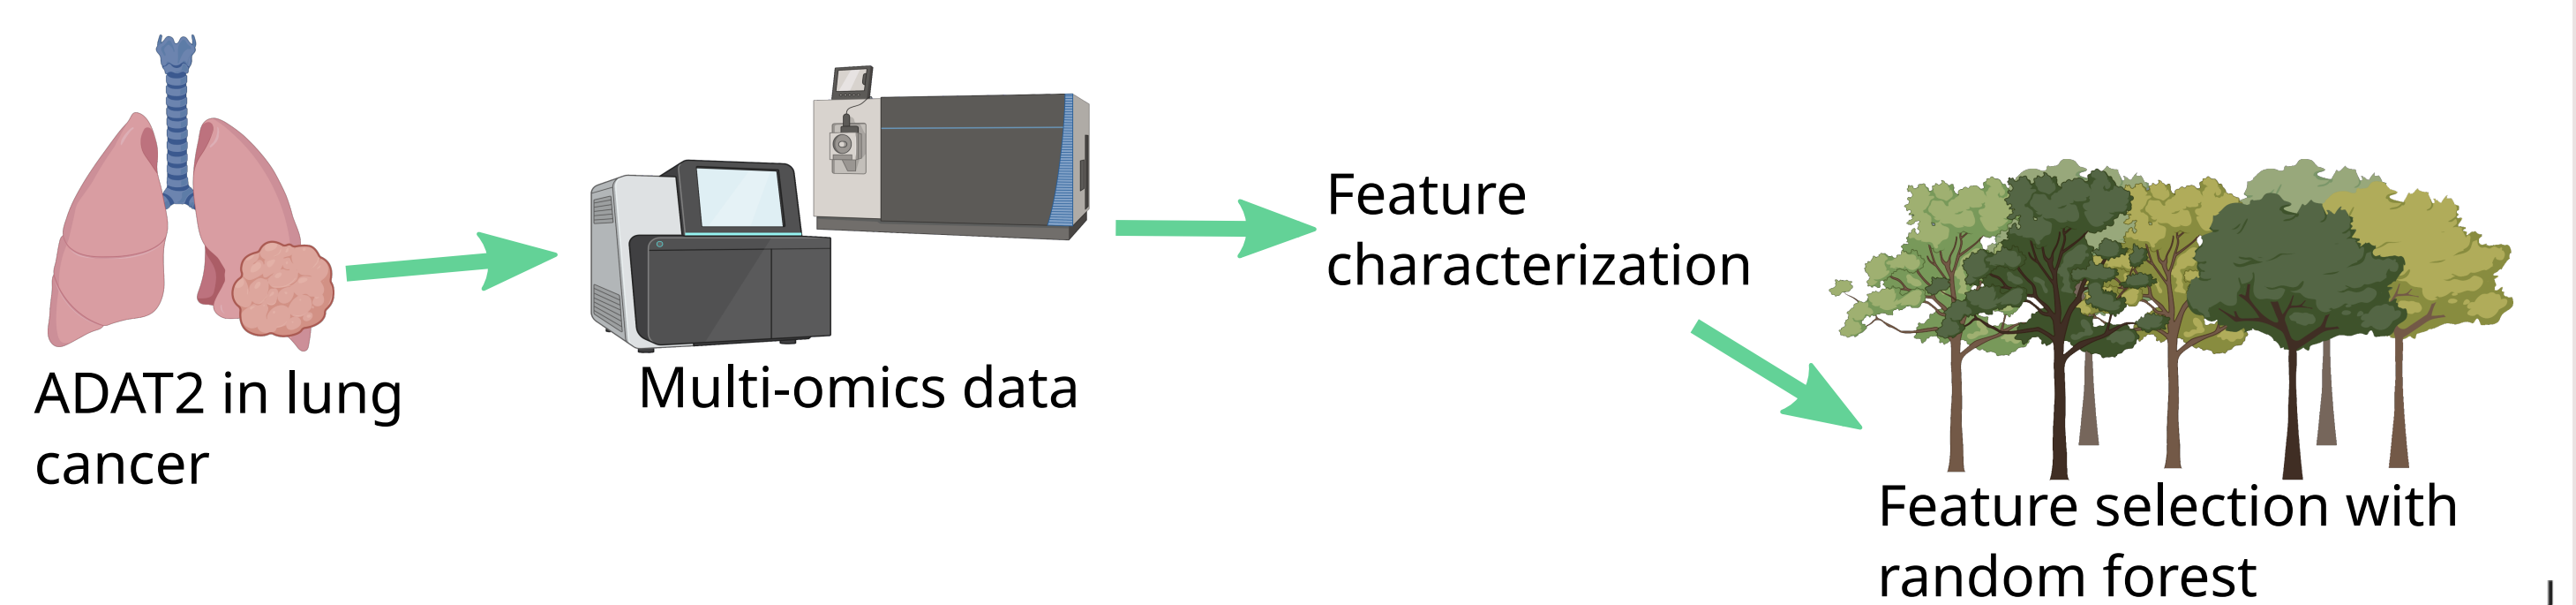 ADAT2 in lung
cancer
Multi-omics data
Feature
characterization
Feature selection with
random forest